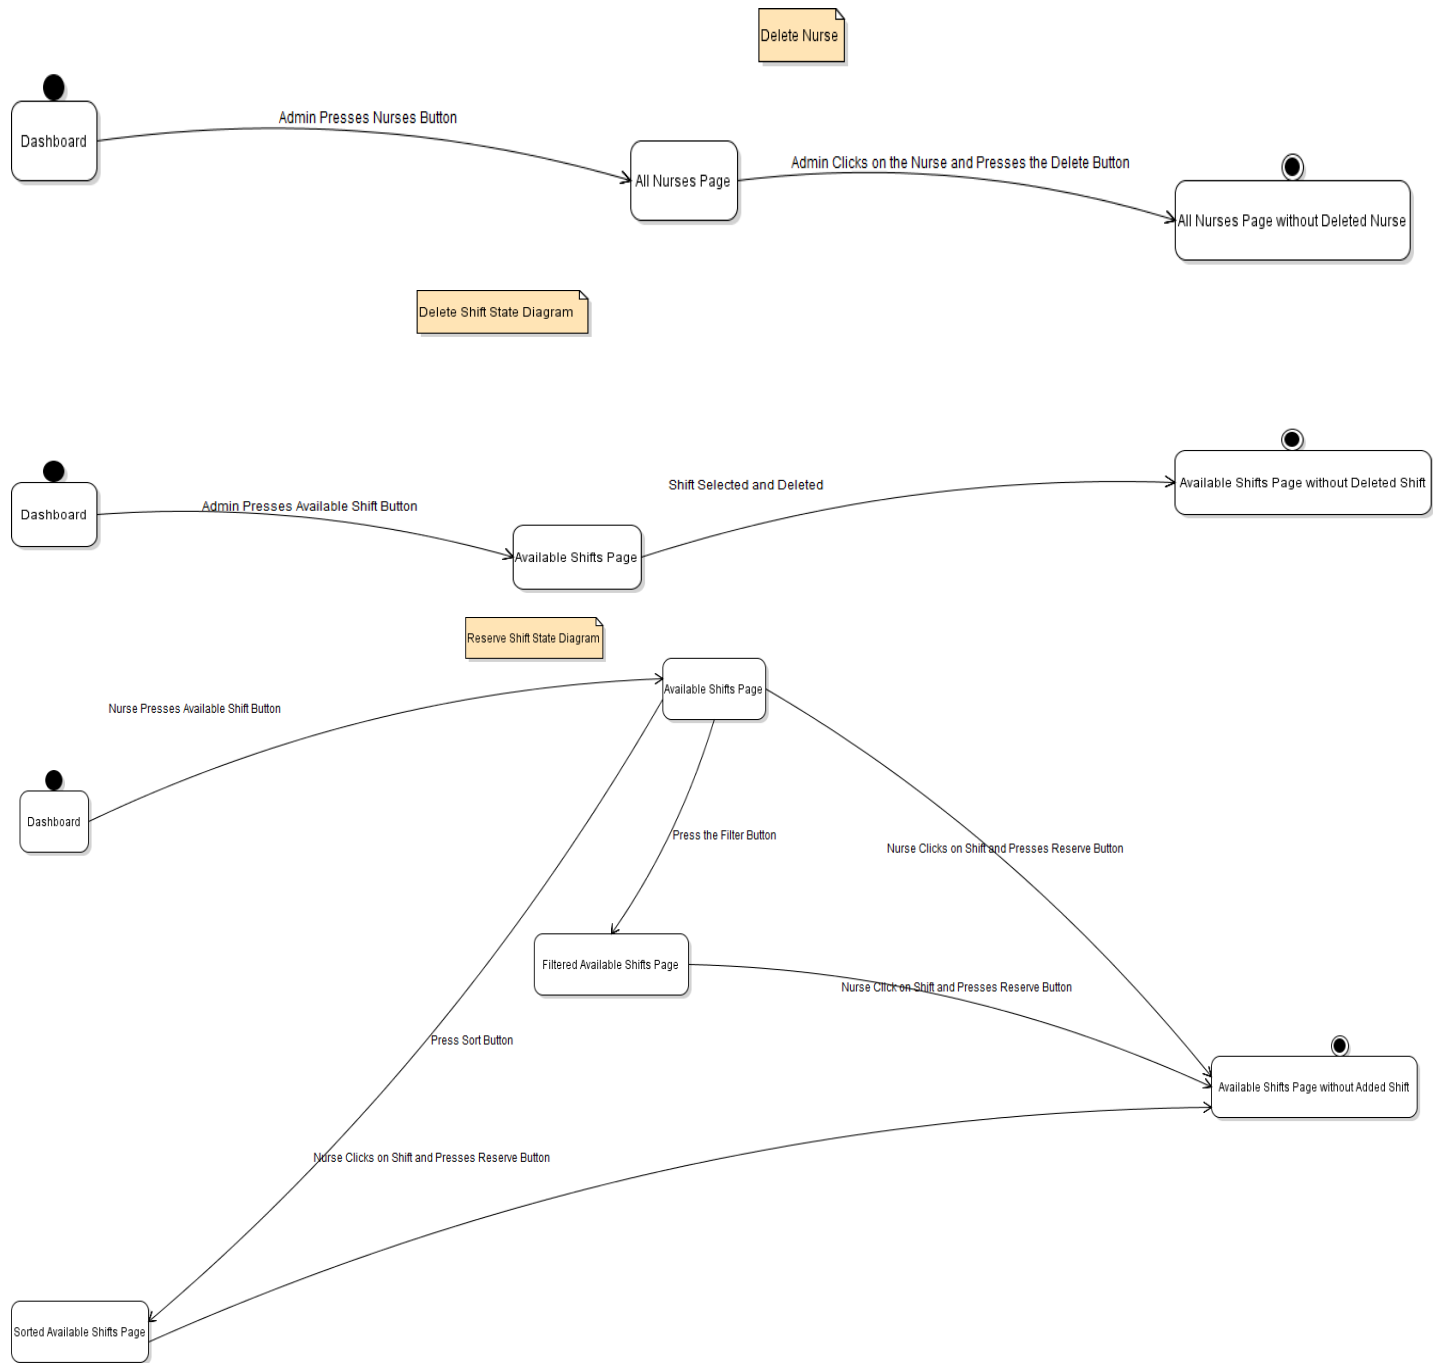 Delete Nurse
Admin Presses Nurses Button
Dashboard
Admin Clicks on the Nurse and Presses the Delete Button
All Nurses Page
All Nurses Page without Deleted Nurse
Delete Shift State Diagram
Shift Selected and Deleted
Available Shifts Page without Deleted Shift
Admin Presses Available Shift Button
Dashboard
Available Shifts Page
Reserve Shift State Diagram
Available Shifts Page
Nurse Presses Available Shift Button
Dashboard
Press the Filter Button
Nurse Clicks on Shift and Presses Reserve Button
Filtered Available Shifts Page
Nurse Click on Shift and Presses Reserve Button
Press Sort Button
Available Shifts Page without Added Shift
Nurse Clicks on Shift and Presses Reserve Button
Sorted Available Shifts Page